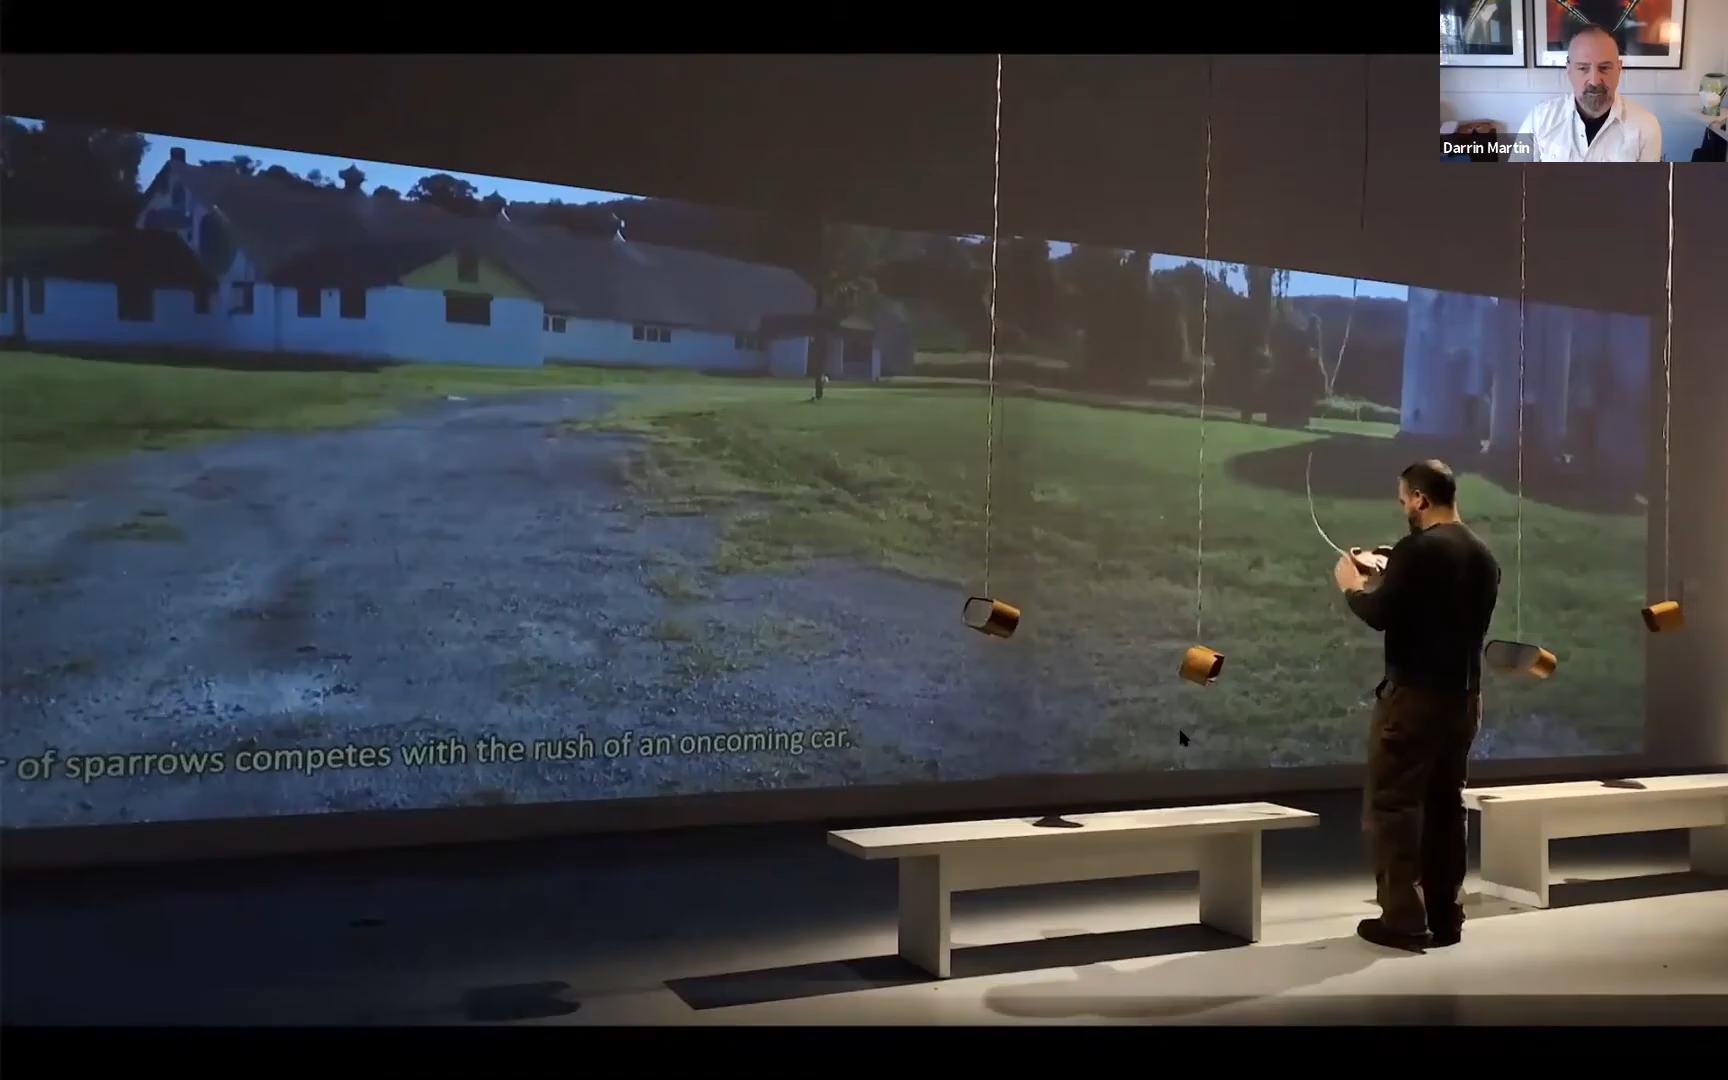 Darrin Martin
of sparrows competes with the rush of an oncoming car.